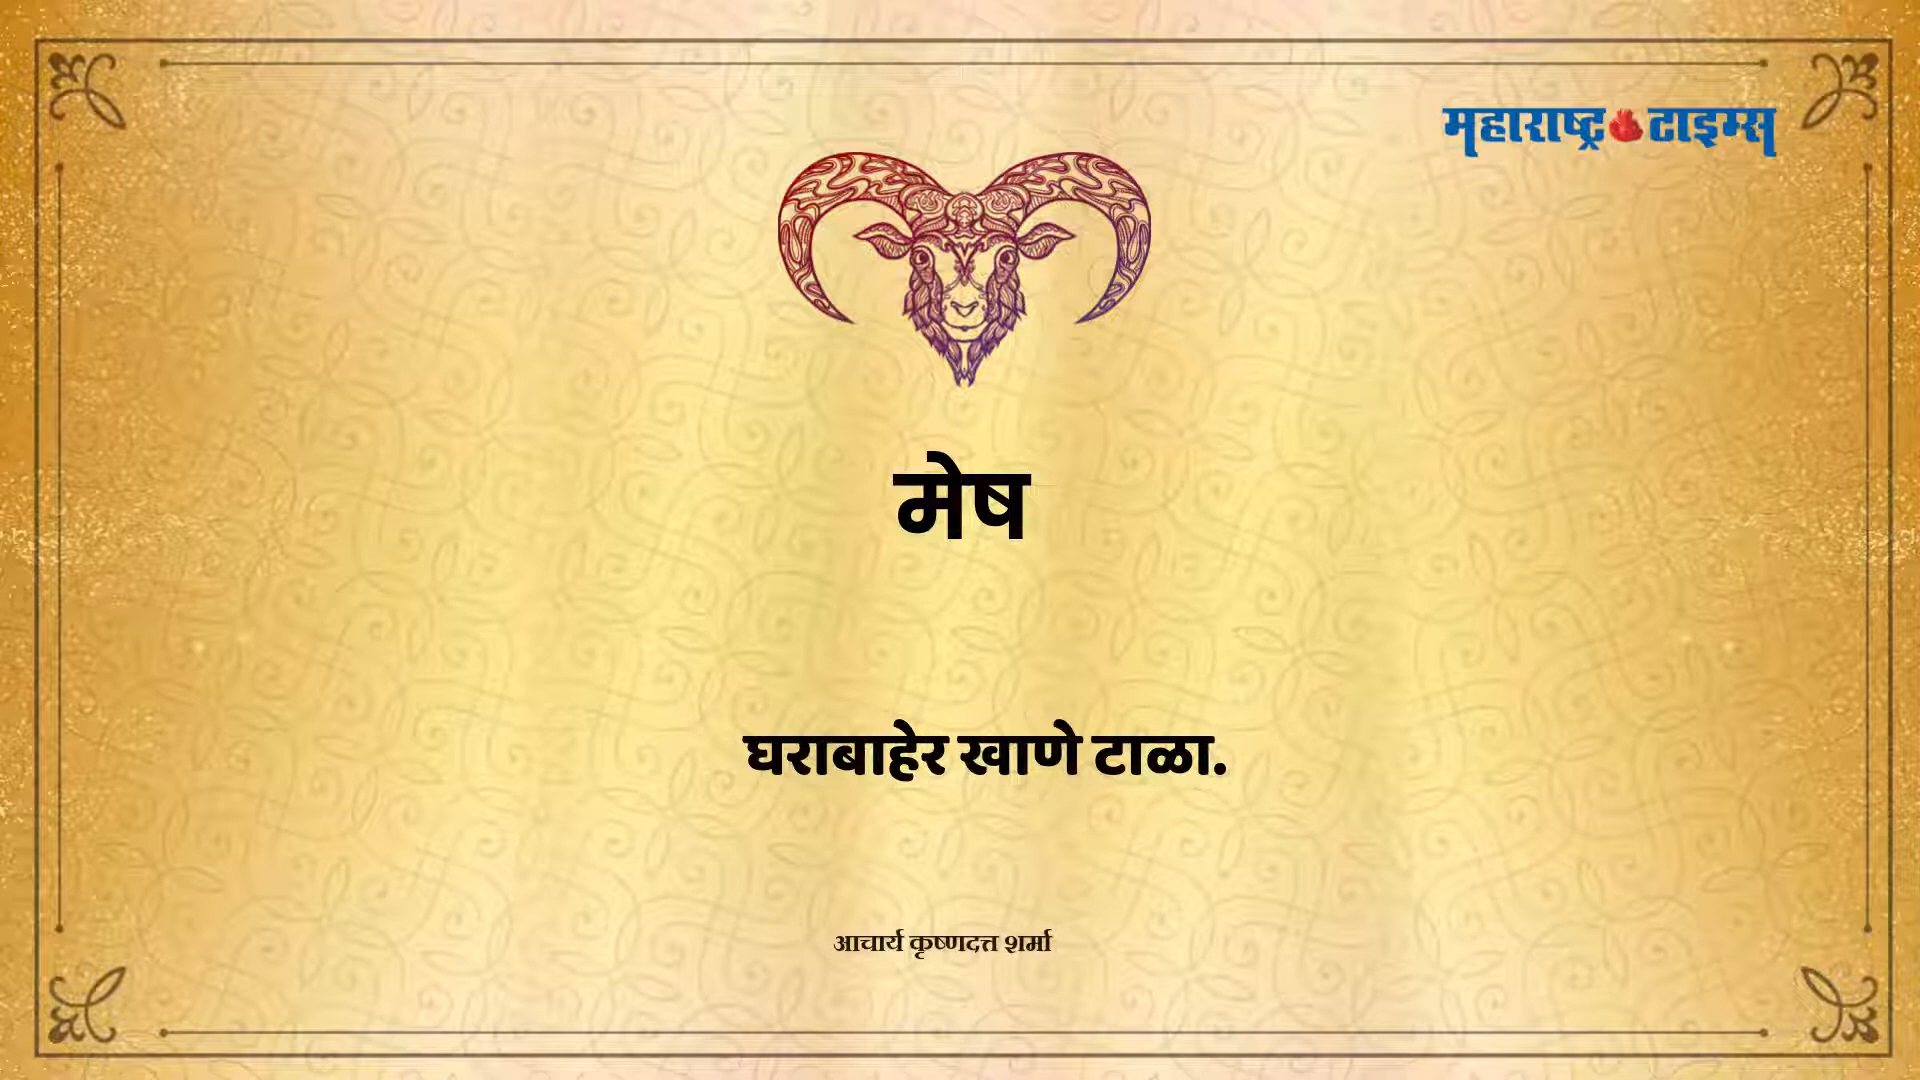 महाराष्ट्र टाइम्स
मेष
घराबाहेर खाणे टाळा.
आचार्य कृष्णदत्त शर्मा